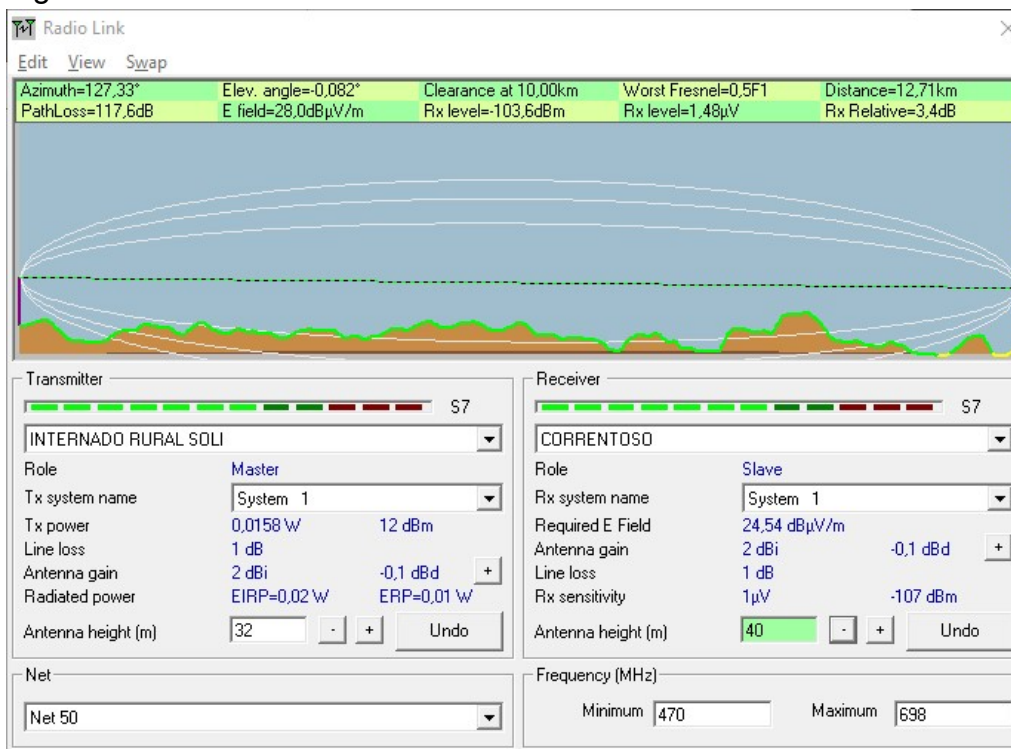 Radio Link
Edit View Swap
Azimuth=127,33° Elev. angle=-0,082° Clearance at 10,00km Worst Fresnel=0,5F1 Distance=12,71km
PathLoss=117,6dB E field=28,0dBµV/m Rx level=-103,6dBm Rx level=1,48µV Rx Relative=3,4dB
Transmitter
S7
INTERNADO RURAL SOLI
Role Master
Tx system name System 1
Tx power 0,0158 W 12 dBm
Line loss 1 dB
Antenna gain 2 dBi -0,1 dBd +
Radiated power EIRP=0,02 W ERP=0,01 W
Antenna height (m) 32 - + Undo
Net
Net 50
Receiver
S7
CORRENTOSO
Role Slave
Rx system name System 1
Required E Field 24,54 dBµV/m
Antenna gain 2 dBi -0,1 dBd +
Line loss 1 dB
Rx sensitivity 1µV -107 dBm
Antenna height (m) 40 - + Undo
Frequency (MHz)
Minimum 470 Maximum 698